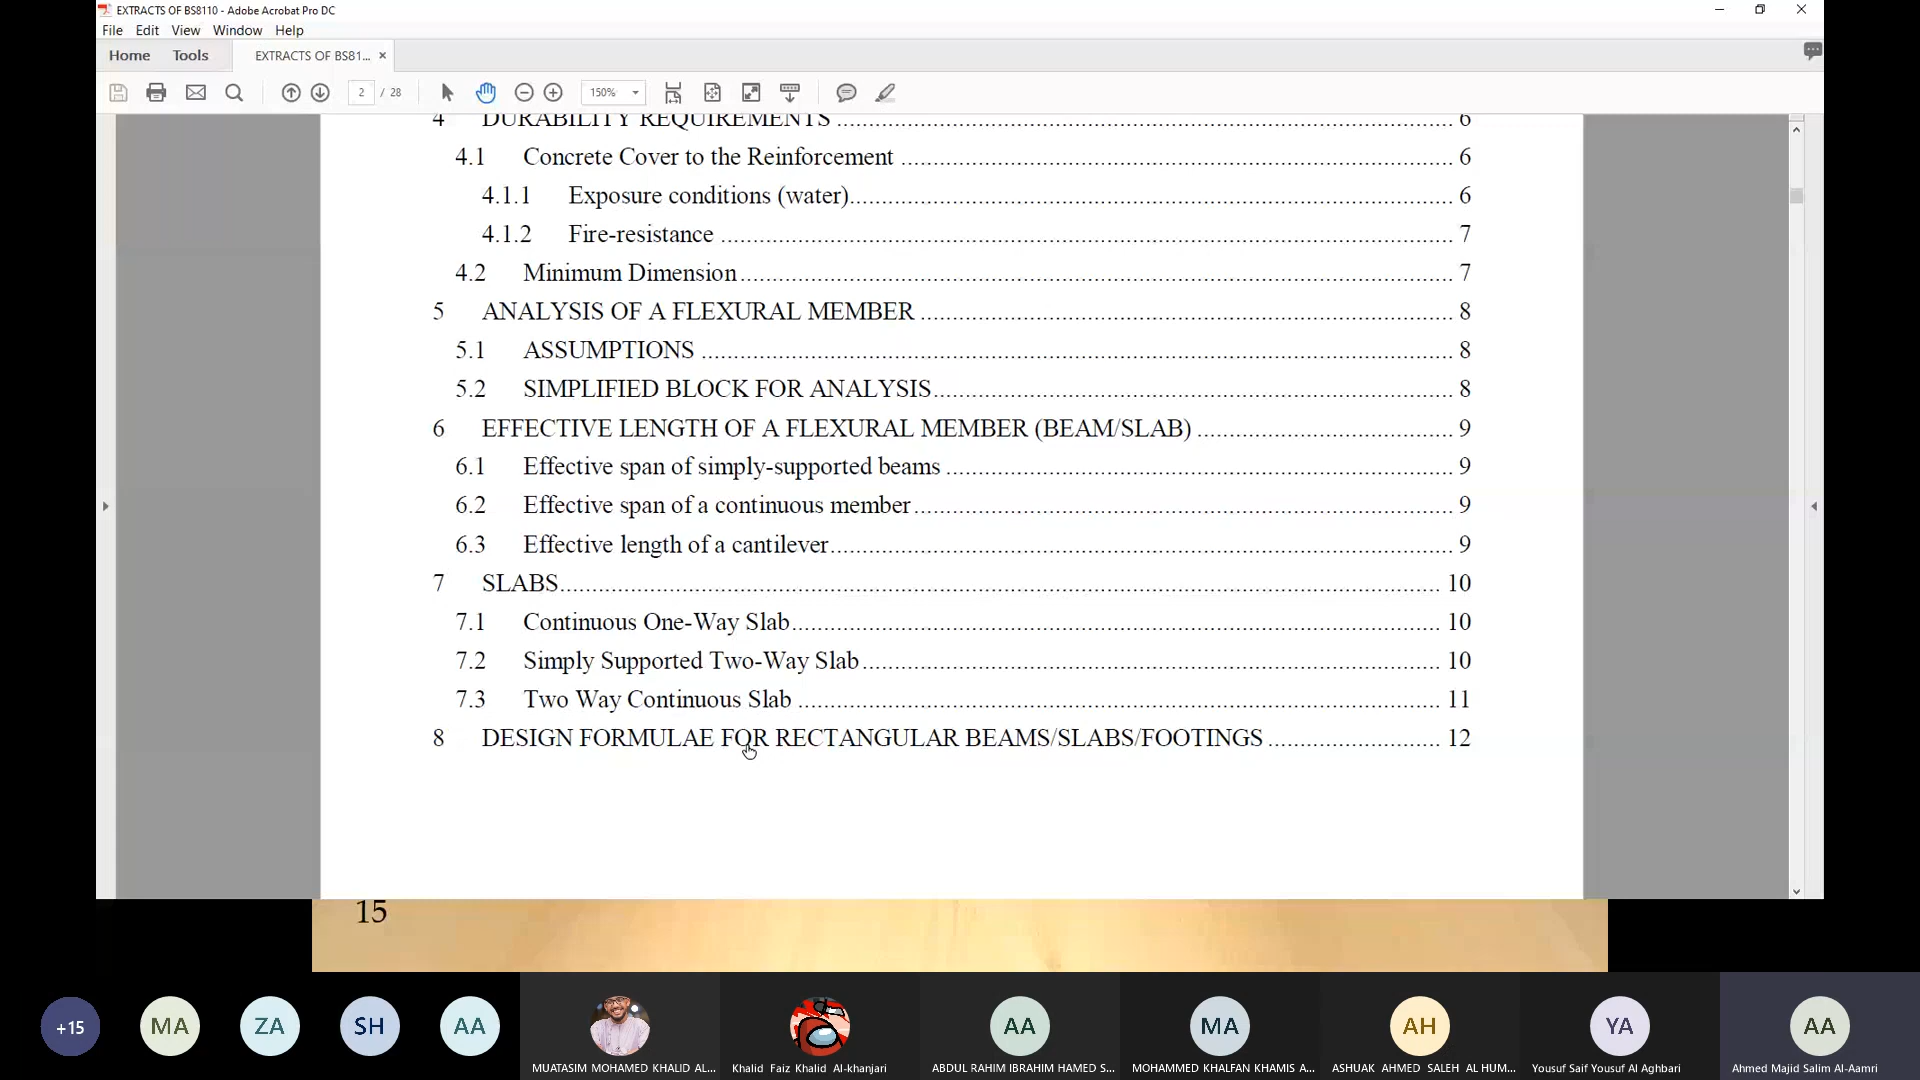 EXTRACTS OF BS8110 - Adobe Acrobat Pro DC
File Edit View Window Help
Home Tools EXTRACTS OF BS81... ×
2 / 28 150%
4 DURABILITY REQUIREMENTS 6
4.1 Concrete Cover to the Reinforcement 6
4.1.1 Exposure conditions (water) 6
4.1.2 Fire-resistance 7
4.2 Minimum Dimension 7
5 ANALYSIS OF A FLEXURAL MEMBER 8
5.1 ASSUMPTIONS 8
5.2 SIMPLIFIED BLOCK FOR ANALYSIS 8
6 EFFECTIVE LENGTH OF A FLEXURAL MEMBER (BEAM/SLAB) 9
6.1 Effective span of simply-supported beams 9
6.2 Effective span of a continuous member 9
6.3 Effective length of a cantilever 9
7 SLABS 10
7.1 Continuous One-Way Slab 10
7.2 Simply Supported Two-Way Slab 10
7.3 Two Way Continuous Slab 11
8 DESIGN FORMULAE FOR RECTANGULAR BEAMS/SLABS/FOOTINGS 12
15
+15 MA ZA SH AA AA MA AH YA AA
MUATASIM MOHAMED KHALID AL... Khalid Faiz Khalid Al-khanjari ABDUL RAHIM IBRAHIM HAMED S... MOHAMMED KHALFAN KHAMIS A... ASHUAK AHMED SALEH AL HUM... Yousuf Saif Yousuf Al Aghbari Ahmed Majid Salim Al-Aamri